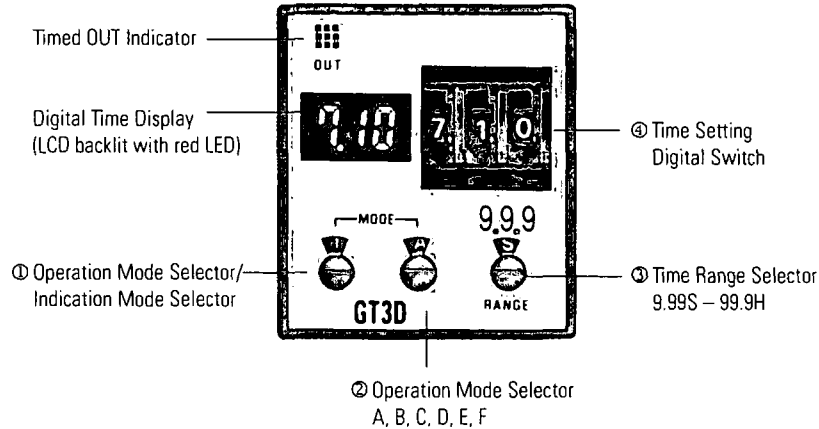 Timed OUT Indicator
OUT
Digital Time Display
(LCD backlit with red LED)
7.10
7 1 0
④ Time Setting
Digital Switch
9.9.9
MODE
1 A S
① Operation Mode Selector/
Indication Mode Selector
③ Time Range Selector
9.99S – 99.9H
RANGE
GT3D
② Operation Mode Selector
A, B, C, D, E, F